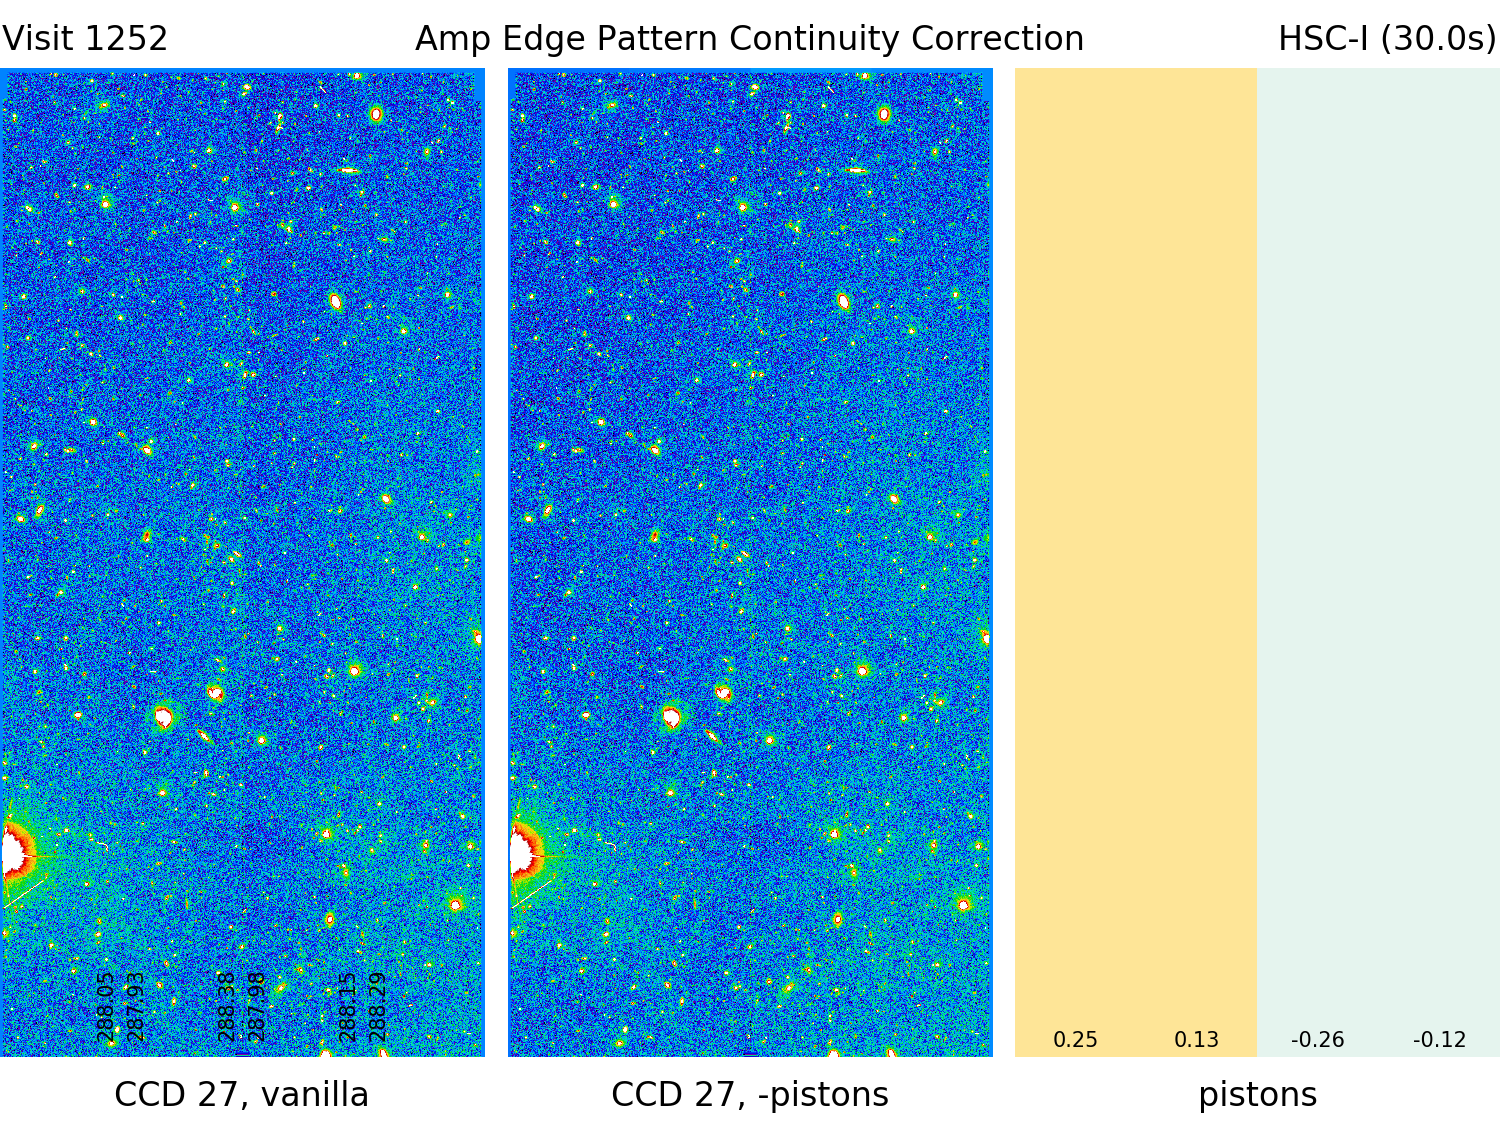 Visit 1252
Amp Edge Pattern Continuity Correction
HSC-I (30.0s)
288.05
287.93
288.38
287.98
288.15
288.29
0.25
0.13
-0.26
-0.12
CCD 27, vanilla
CCD 27, -pistons
pistons